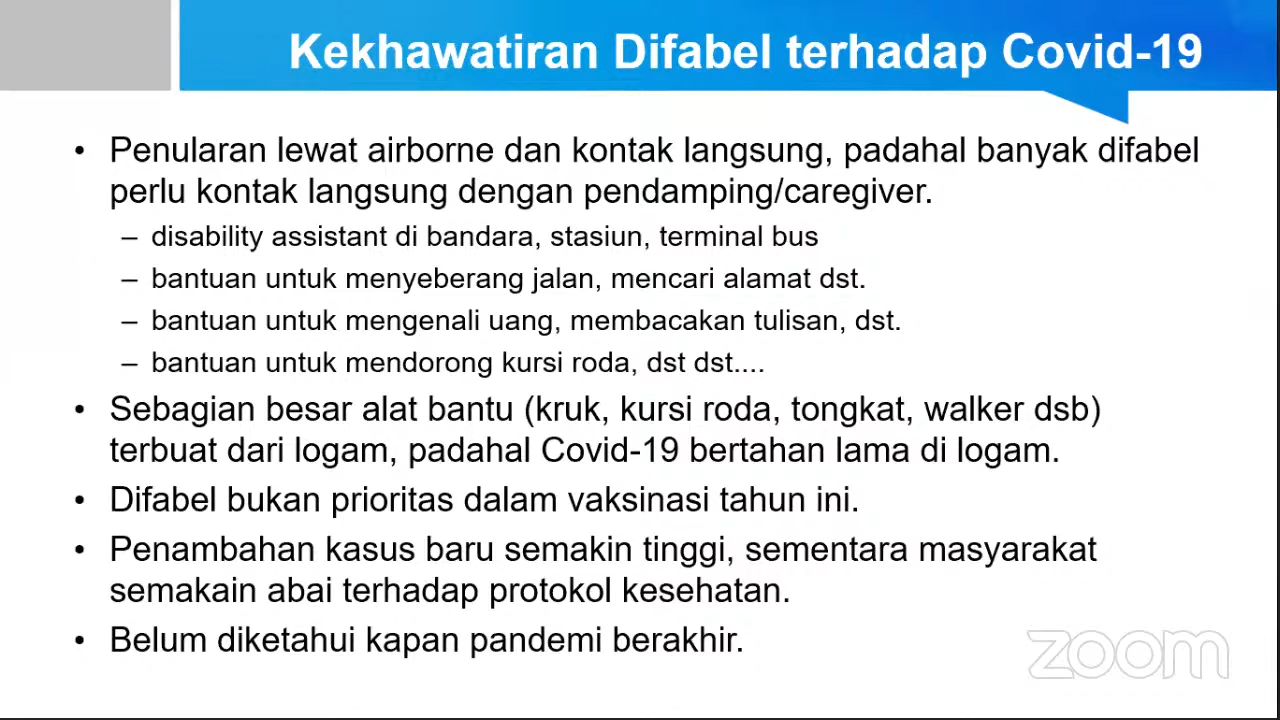 Kekhawatiran Difabel terhadap Covid-19
• Penularan lewat airborne dan kontak langsung, padahal banyak difabel
perlu kontak langsung dengan pendamping/caregiver.
– disability assistant di bandara, stasiun, terminal bus
– bantuan untuk menyeberang jalan, mencari alamat dst.
– bantuan untuk mengenali uang, membacakan tulisan, dst.
– bantuan untuk mendorong kursi roda, dst dst....
• Sebagian besar alat bantu (kruk, kursi roda, tongkat, walker dsb)
terbuat dari logam, padahal Covid-19 bertahan lama di logam.
• Difabel bukan prioritas dalam vaksinasi tahun ini.
• Penambahan kasus baru semakin tinggi, sementara masyarakat
semakain abai terhadap protokol kesehatan.
• Belum diketahui kapan pandemi berakhir.
zoom